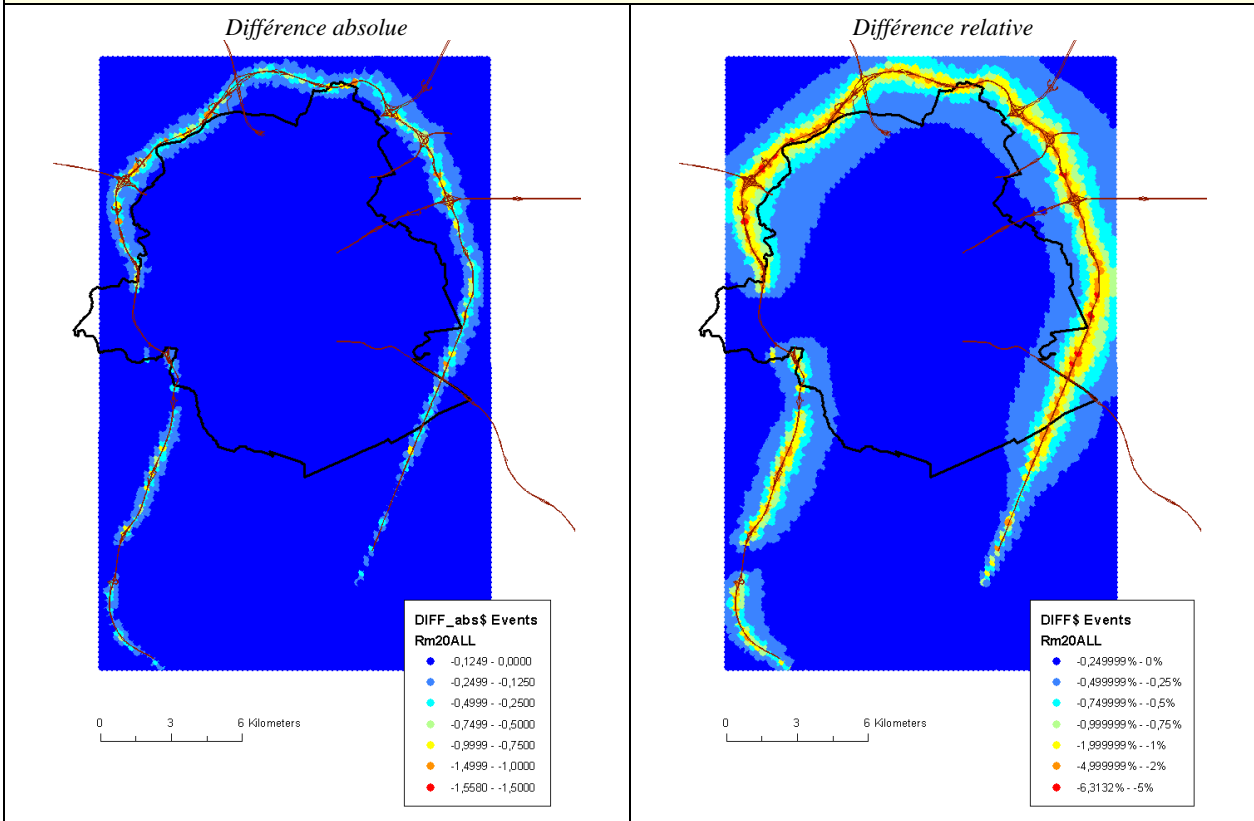 Différence absolue
DIFF_abs$ Events
Rm20ALL
-0,1249 - 0,0000
-0,2499 - -0,1250
-0,4999 - -0,2500
-0,7499 - -0,5000
-0,9999 - -0,7500
-1,4999 - -1,0000
-1,5580 - -1,5000
0 3 6 Kilometers
Différence relative
DIFF$ Events
Rm20ALL
-0,249999% - 0%
-0,499999% - -0,25%
-0,749999% - -0,5%
-0,999999% - -0,75%
-1,999999% - -1%
-4,999999% - -2%
-6,3132% - -5%
0 3 6 Kilometers